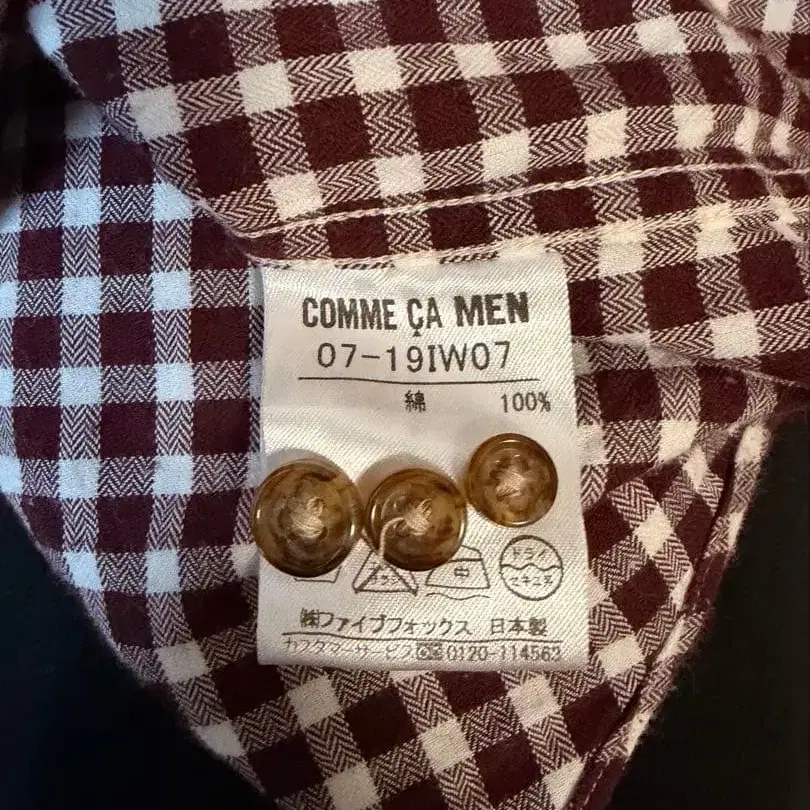 COMME ÇA MEN
07-19IW07
綿 100%
中
ドライ
セキユ系
㈱ファイブフォックス 日本製
カスタマーサービス 0120-114563